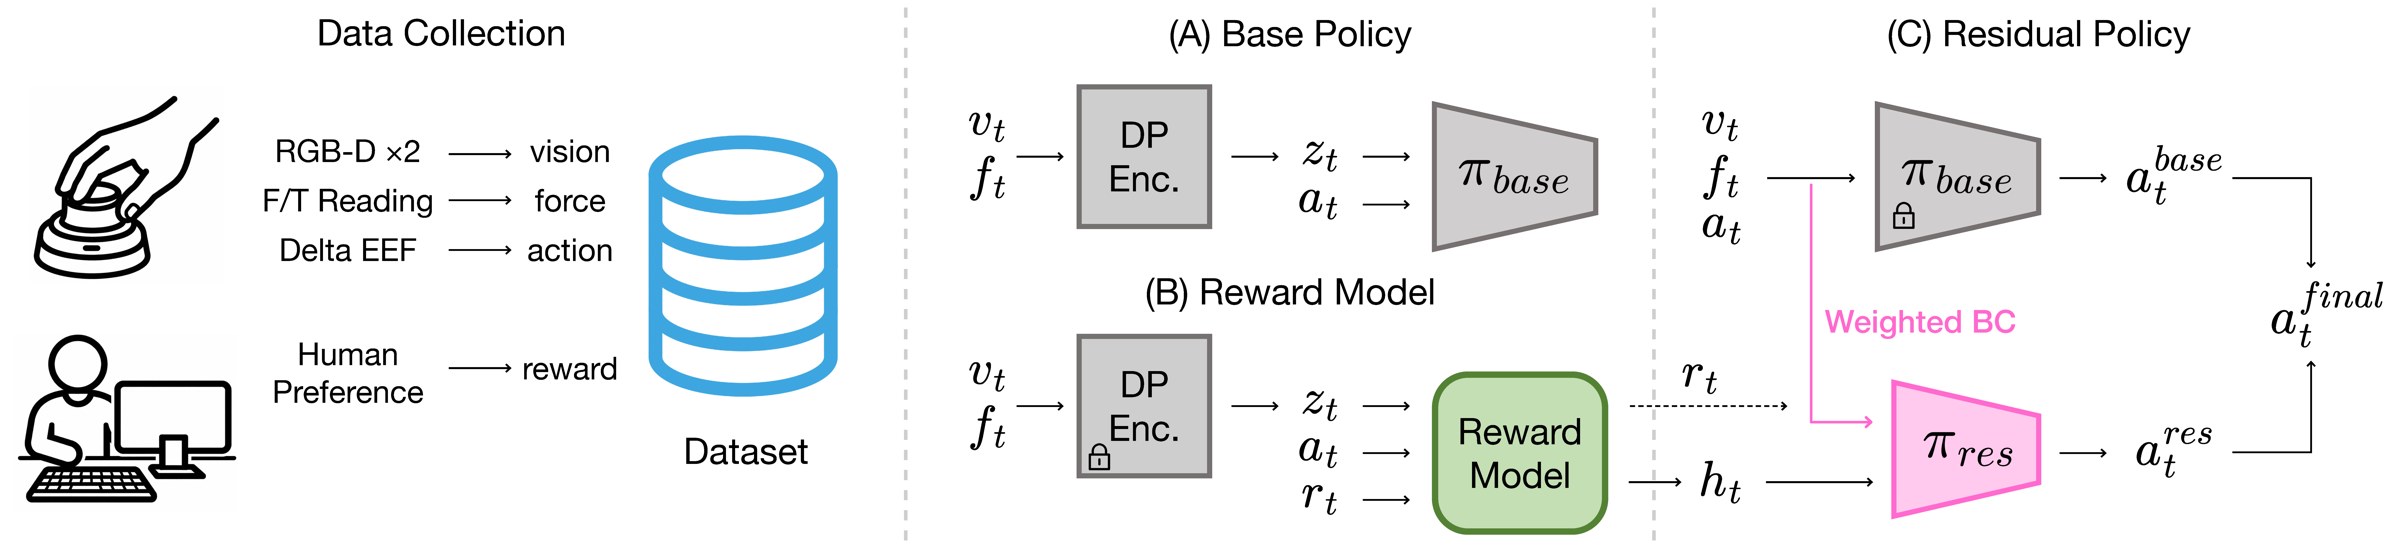 Data Collection
RGB-D ×2 → vision
F/T Reading → force
Delta EEF → action
Human
Preference → reward
Dataset
(A) Base Policy
v_t
f_t
DP
Enc.
z_t
a_t
π_base
(B) Reward Model
v_t
f_t
DP
Enc.
z_t
a_t
r_t
Reward
Model
r_t
h_t
(C) Residual Policy
v_t
f_t
a_t
π_base
a_t^base
Weighted BC
a_t^final
π_res
a_t^res